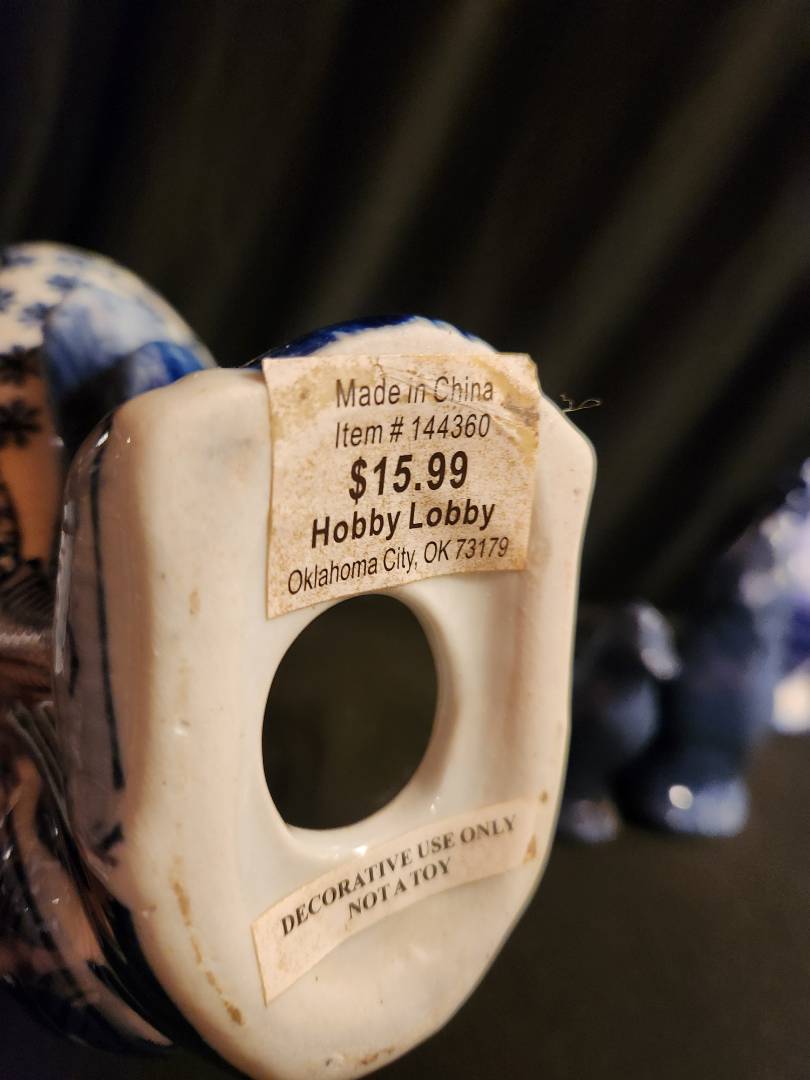 Made in China
Item # 144360
$15.99
Hobby Lobby
Oklahoma City, OK 73179
DECORATIVE USE ONLY
NOT A TOY